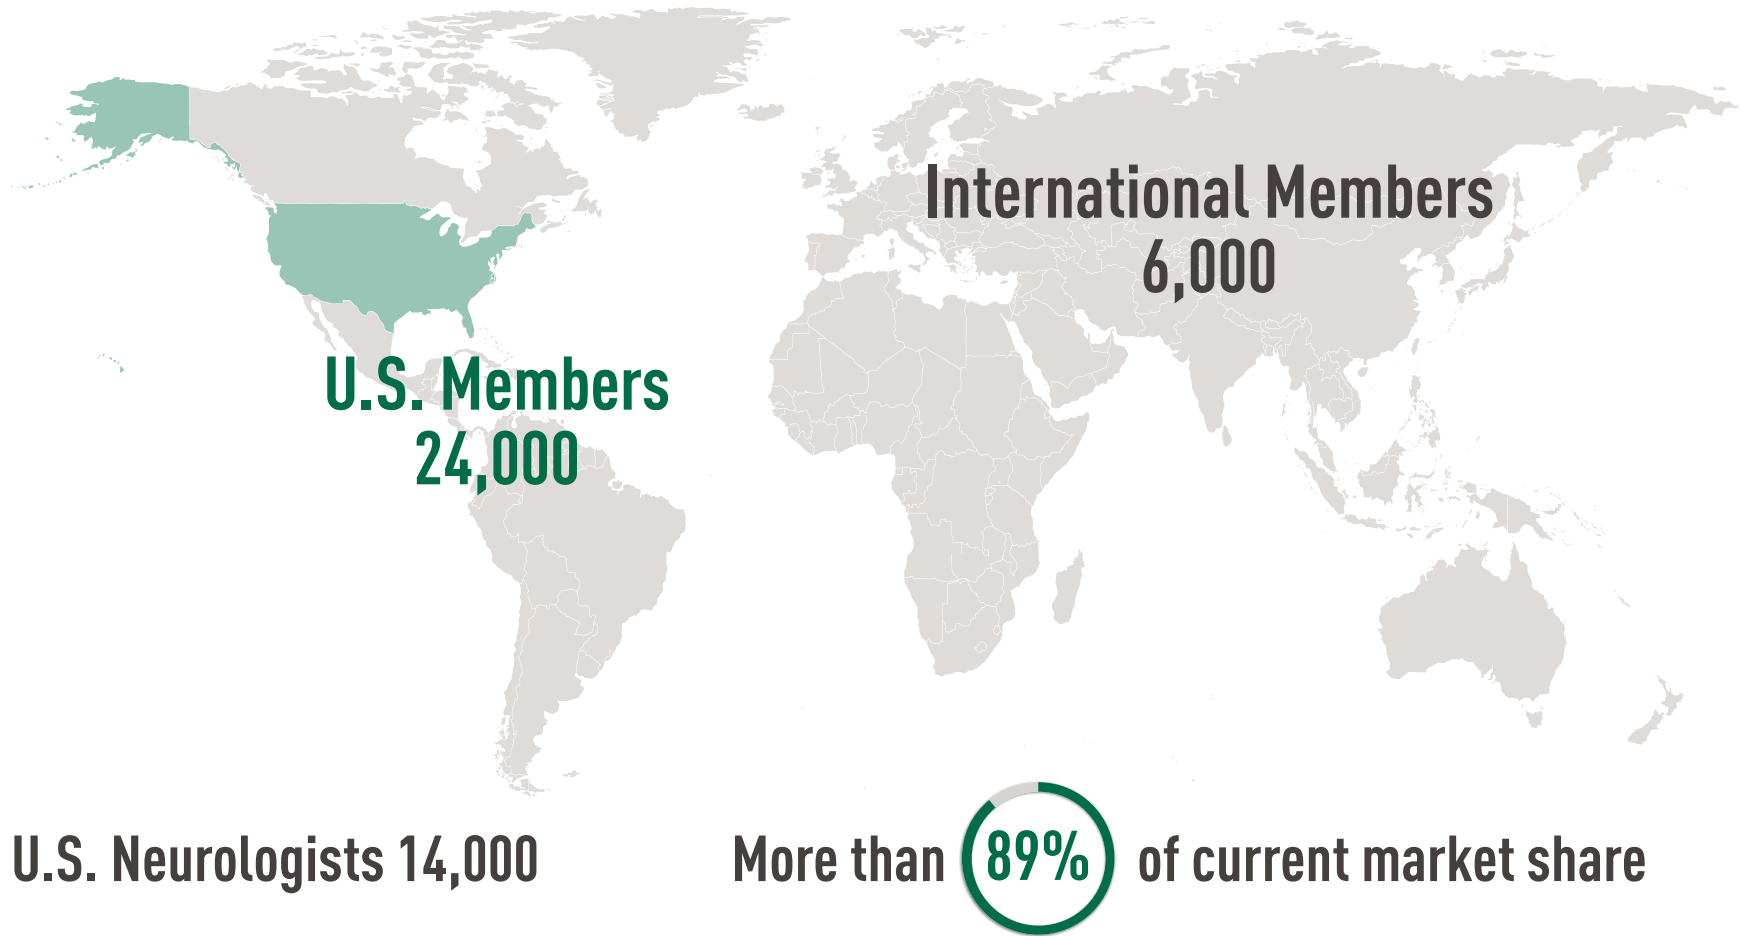 International Members
6,000
U.S. Members
24,000
U.S. Neurologists 14,000
More than 89% of current market share